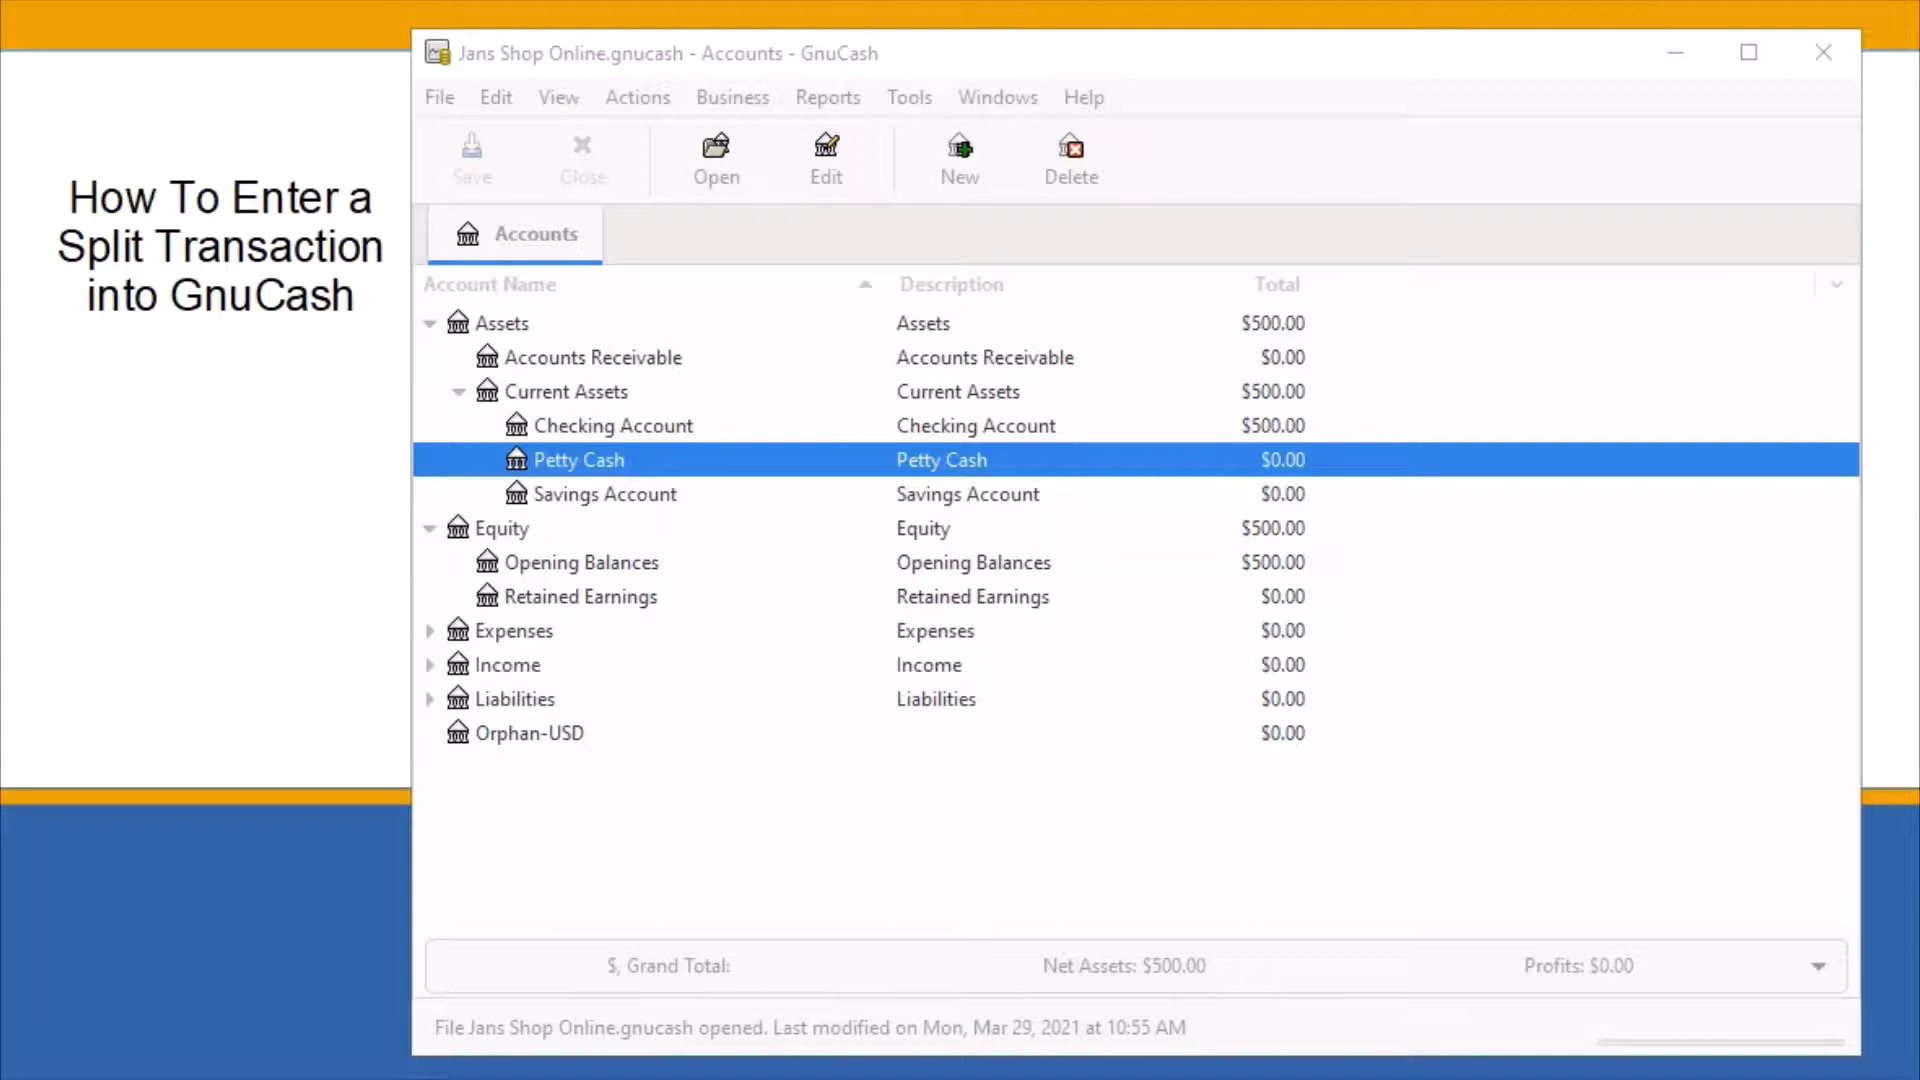 How To Enter a
Split Transaction
into GnuCash
Jans Shop Online.gnucash - Accounts - GnuCash
File Edit View Actions Business Reports Tools Windows Help
Save Close Open Edit New Delete
Accounts
Account Name Description Total
Assets Assets $500.00
Accounts Receivable Accounts Receivable $0.00
Current Assets Current Assets $500.00
Checking Account Checking Account $500.00
Petty Cash Petty Cash $0.00
Savings Account Savings Account $0.00
Equity Equity $500.00
Opening Balances Opening Balances $500.00
Retained Earnings Retained Earnings $0.00
Expenses Expenses $0.00
Income Income $0.00
Liabilities Liabilities $0.00
Orphan-USD $0.00
$, Grand Total: Net Assets: $500.00 Profits: $0.00
File Jans Shop Online.gnucash opened. Last modified on Mon, Mar 29, 2021 at 10:55 AM